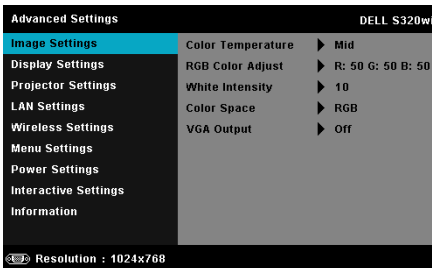 Advanced Settings DELL S320wi
Image Settings Color Temperature Mid
Display Settings RGB Color Adjust R: 50 G: 50 B: 50
Projector Settings White Intensity 10
LAN Settings Color Space RGB
Wireless Settings VGA Output Off
Menu Settings
Power Settings
Interactive Settings
Information
Resolution : 1024x768